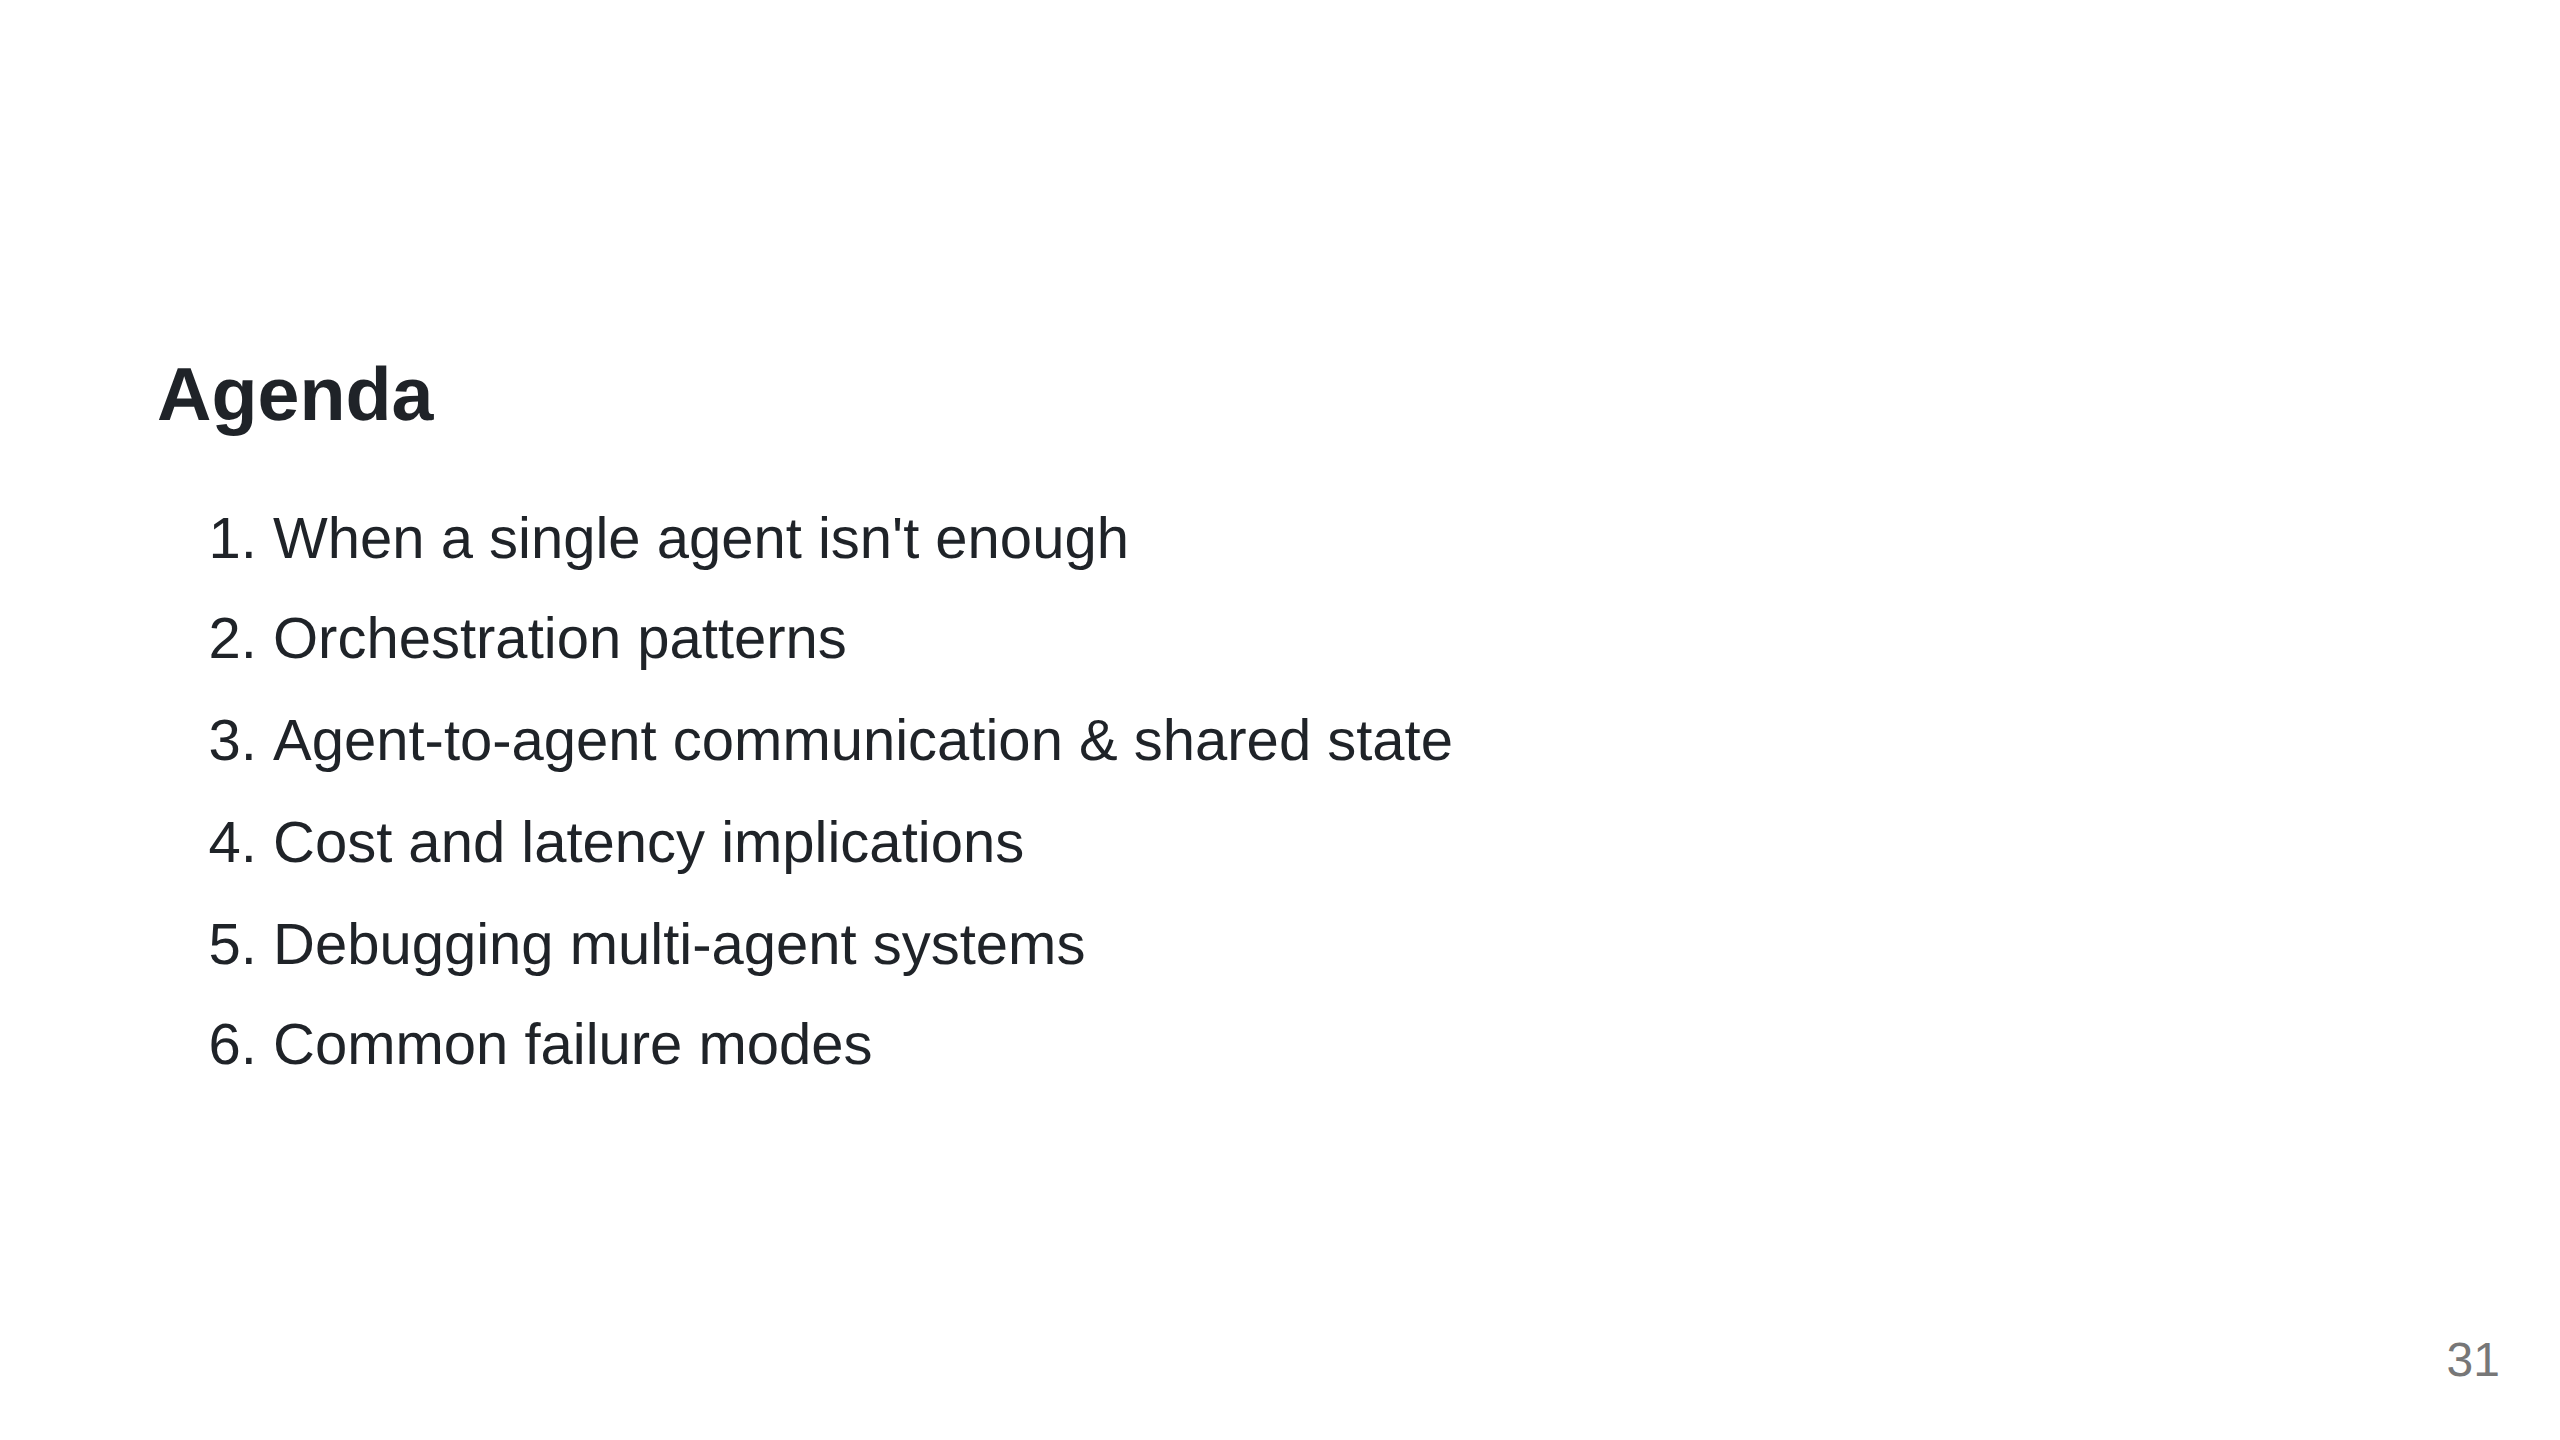 Agenda
1. When a single agent isn't enough
2. Orchestration patterns
3. Agent-to-agent communication & shared state
4. Cost and latency implications
5. Debugging multi-agent systems
6. Common failure modes
31